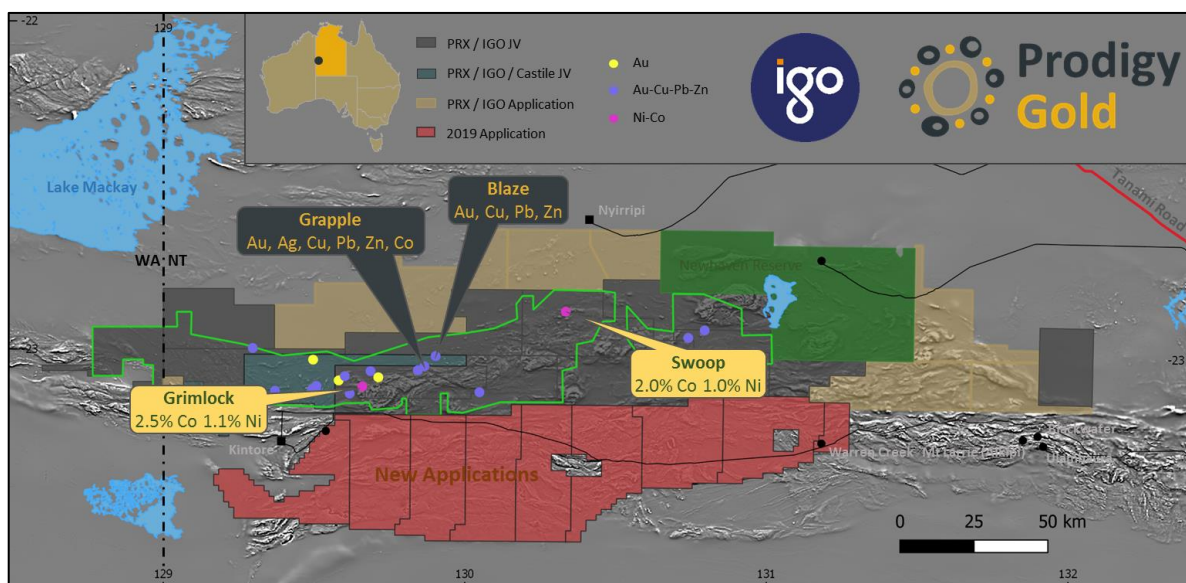 -22
129
PRX / IGO JV
PRX / IGO / Castile JV
PRX / IGO Application
2019 Application
Au
Au-Cu-Pb-Zn
Ni-Co
igo
Prodigy
Gold
Lake Mackay
Tanami Road
Blaze
Au, Cu, Pb, Zn
Nyirripi
Grapple
Au, Ag, Cu, Pb, Zn, Co
WA NT
Newhaven Reserve
-23
-23
Swoop
2.0% Co 1.0% Ni
Grimlock
2.5% Co 1.1% Ni
Kintore
Warren Creek
New Applications
0
25
50 km
129
130
131
132